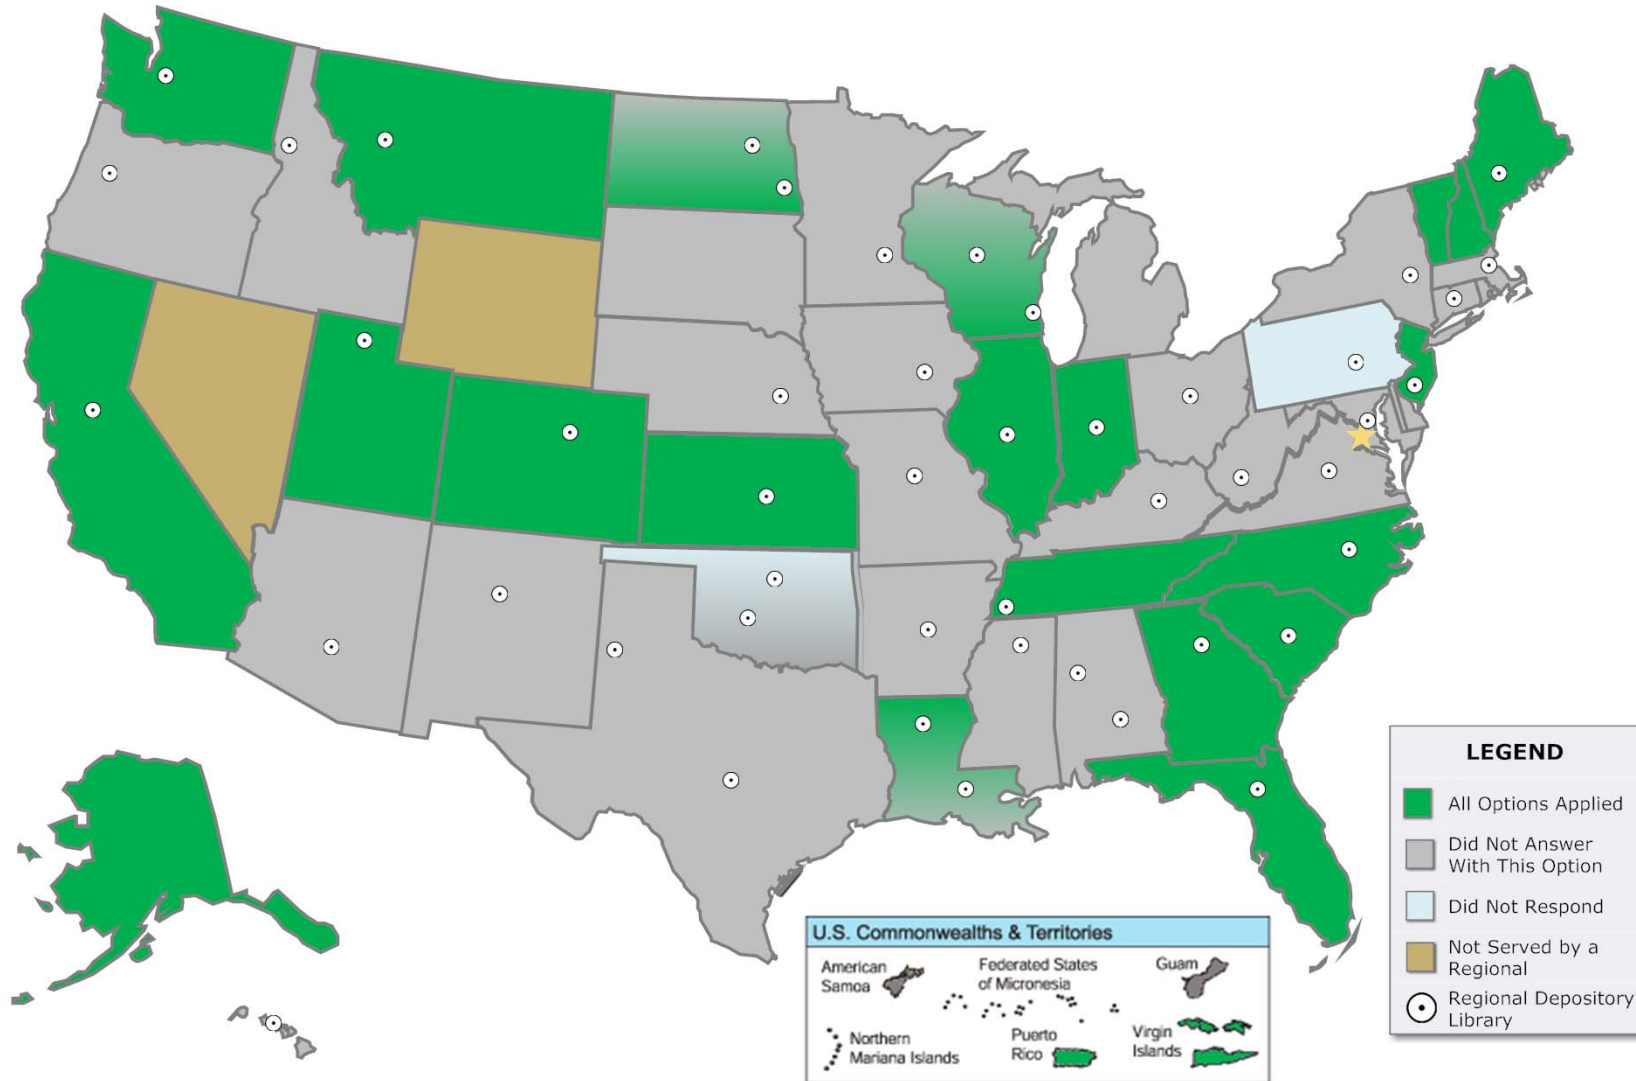 LEGEND
All Options Applied
Did Not Answer
With This Option
Did Not Respond
Not Served by a
Regional
Regional Depository
Library
U.S. Commonwealths & Territories
American
Samoa
Federated States
of Micronesia
Guam
Northern
Mariana Islands
Puerto
Rico
Virgin
Islands